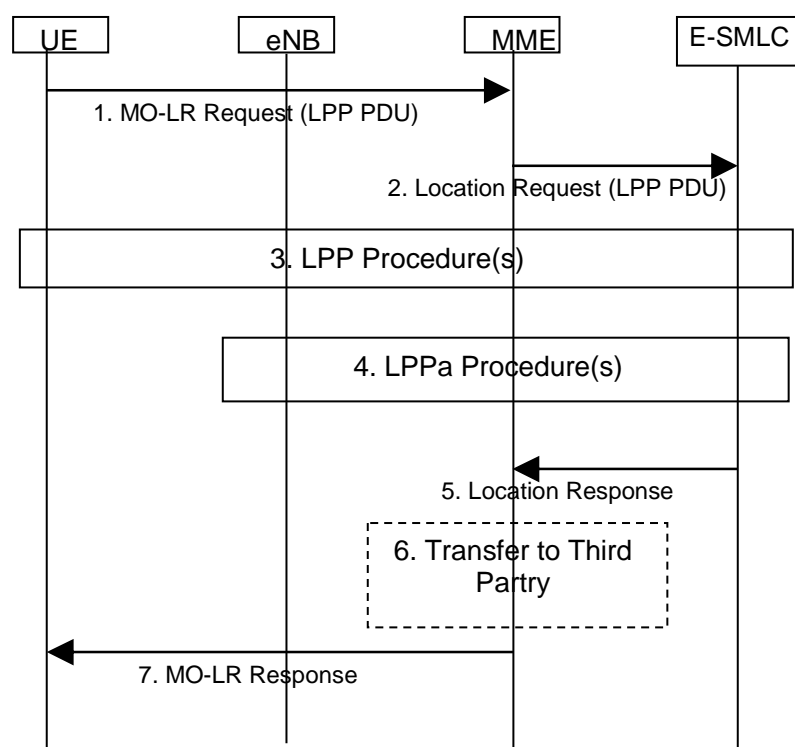 UE
eNB
MME
E-SMLC
1. MO-LR Request (LPP PDU)
2. Location Request (LPP PDU)
3. LPP Procedure(s)
4. LPPa Procedure(s)
5. Location Response
6. Transfer to Third
Partry
7. MO-LR Response